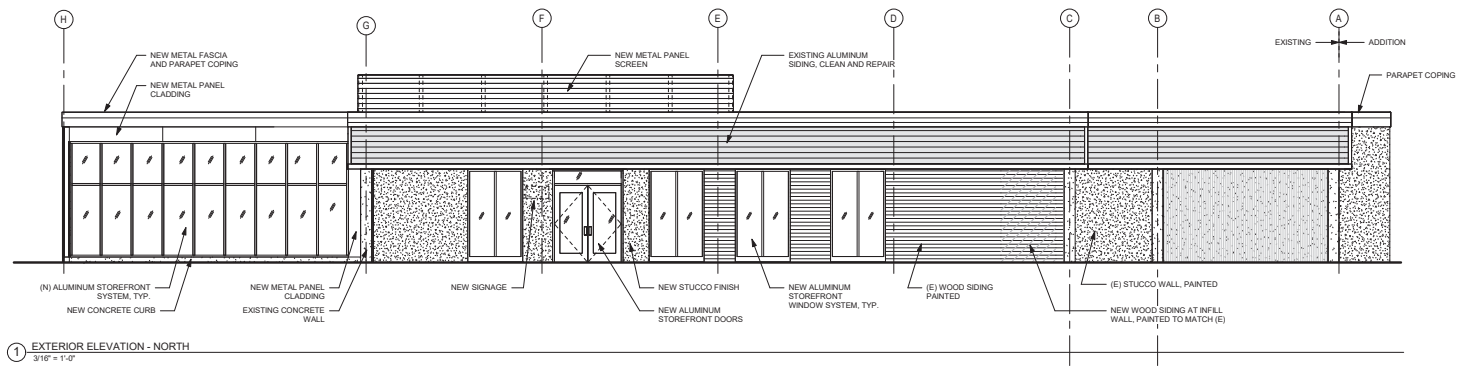 H
G
F
E
D
C
B
A
EXISTING
ADDITION
NEW METAL FASCIA
AND PARAPET COPING
NEW METAL PANEL
CLADDING
NEW METAL PANEL
SCREEN
EXISTING ALUMINUM
SIDING, CLEAN AND REPAIR
PARAPET COPING
(N) ALUMINUM STOREFRONT
SYSTEM, TYP.
NEW CONCRETE CURB
NEW METAL PANEL
CLADDING
EXISTING CONCRETE
WALL
NEW SIGNAGE
NEW STUCCO FINISH
NEW ALUMINUM
STOREFRONT DOORS
NEW ALUMINUM
STOREFRONT
WINDOW SYSTEM, TYP.
(E) WOOD SIDING
PAINTED
(E) STUCCO WALL, PAINTED
NEW WOOD SIDING AT INFILL
WALL, PAINTED TO MATCH (E)
1 EXTERIOR ELEVATION - NORTH
3/16" = 1'-0"